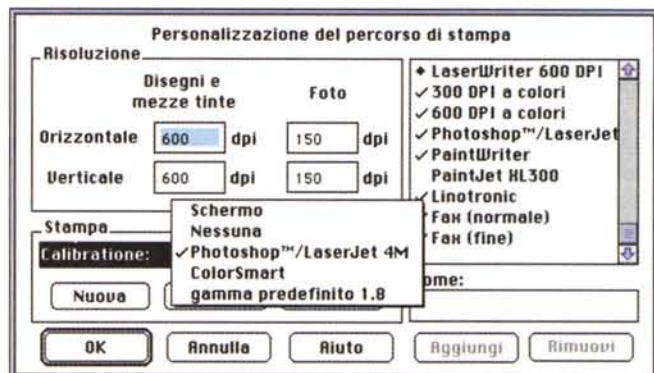 Personalizzazione del percorso di stampa
Risoluzione
Disegni e
mezze tinte
Foto
Orizzontale 600 dpi 150 dpi
Verticale 600 dpi 150 dpi
◆ LaserWriter 600 DPI
✓ 300 DPI a colori
✓ 600 DPI a colori
✓ Photoshop™/LaserJet
✓ PaintWriter
PaintJet XL300
✓ Linotronic
✓ Fax (normale)
✓ Fax (fine)
Stampa
Calibratione:
Schermo
Nessuna
✓ Photoshop™/LaserJet 4M
ColorSmart
gamma predefinito 1.8
Nuova
ome:
OK Annulla Aiuto Aggiungi Rimuovi